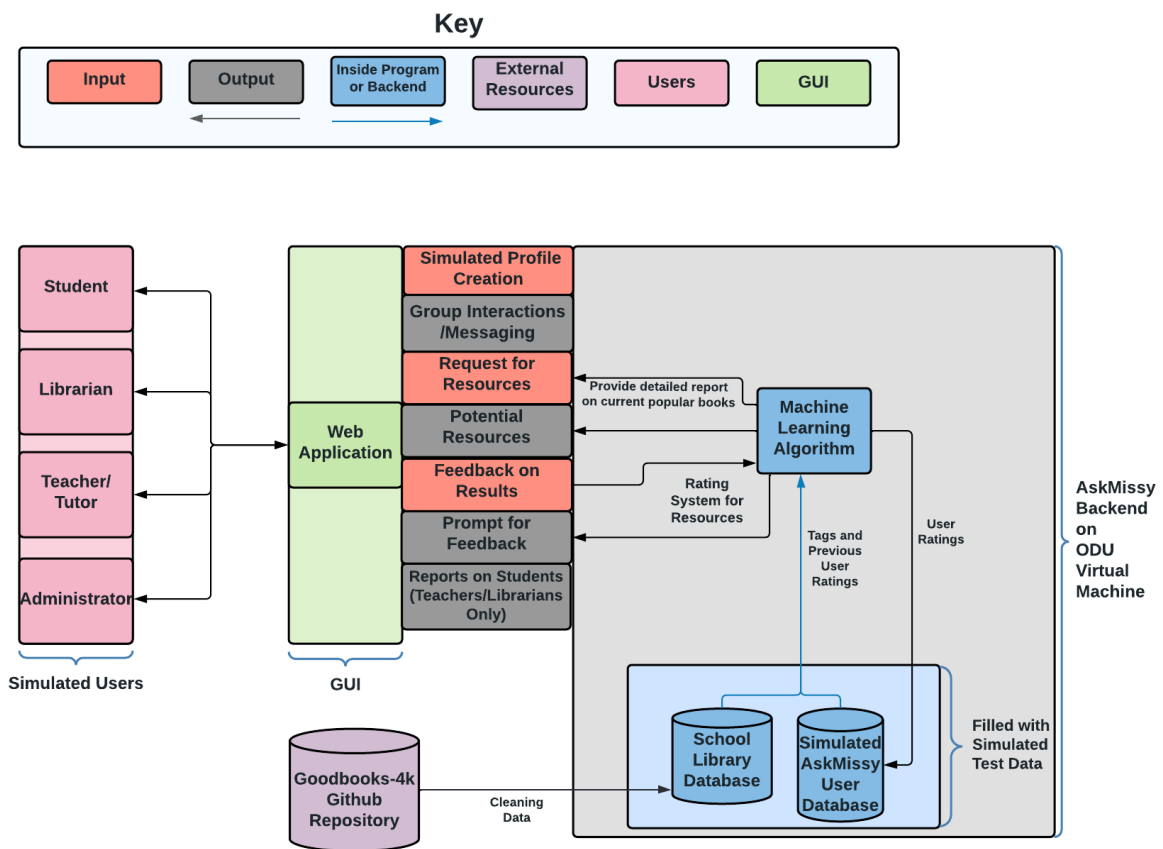 Key
Input
Output
Inside Program
or Backend
External
Resources
Users
GUI
Student
Librarian
Teacher/
Tutor
Administrator
Simulated Users
Web
Application
GUI
Simulated Profile
Creation
Group Interactions
/Messaging
Request for
Resources
Potential
Resources
Feedback on
Results
Prompt for
Feedback
Reports on Students
(Teachers/Librarians
Only)
Provide detailed report
on current popular books
Machine
Learning
Algorithm
Rating
System for
Resources
Tags and
Previous
User
Ratings
User
Ratings
AskMissy
Backend
on
ODU
Virtual
Machine
School
Library
Database
Simulated
AskMissy
User
Database
Filled with
Simulated
Test Data
Goodbooks-4k
Github
Repository
Cleaning
Data